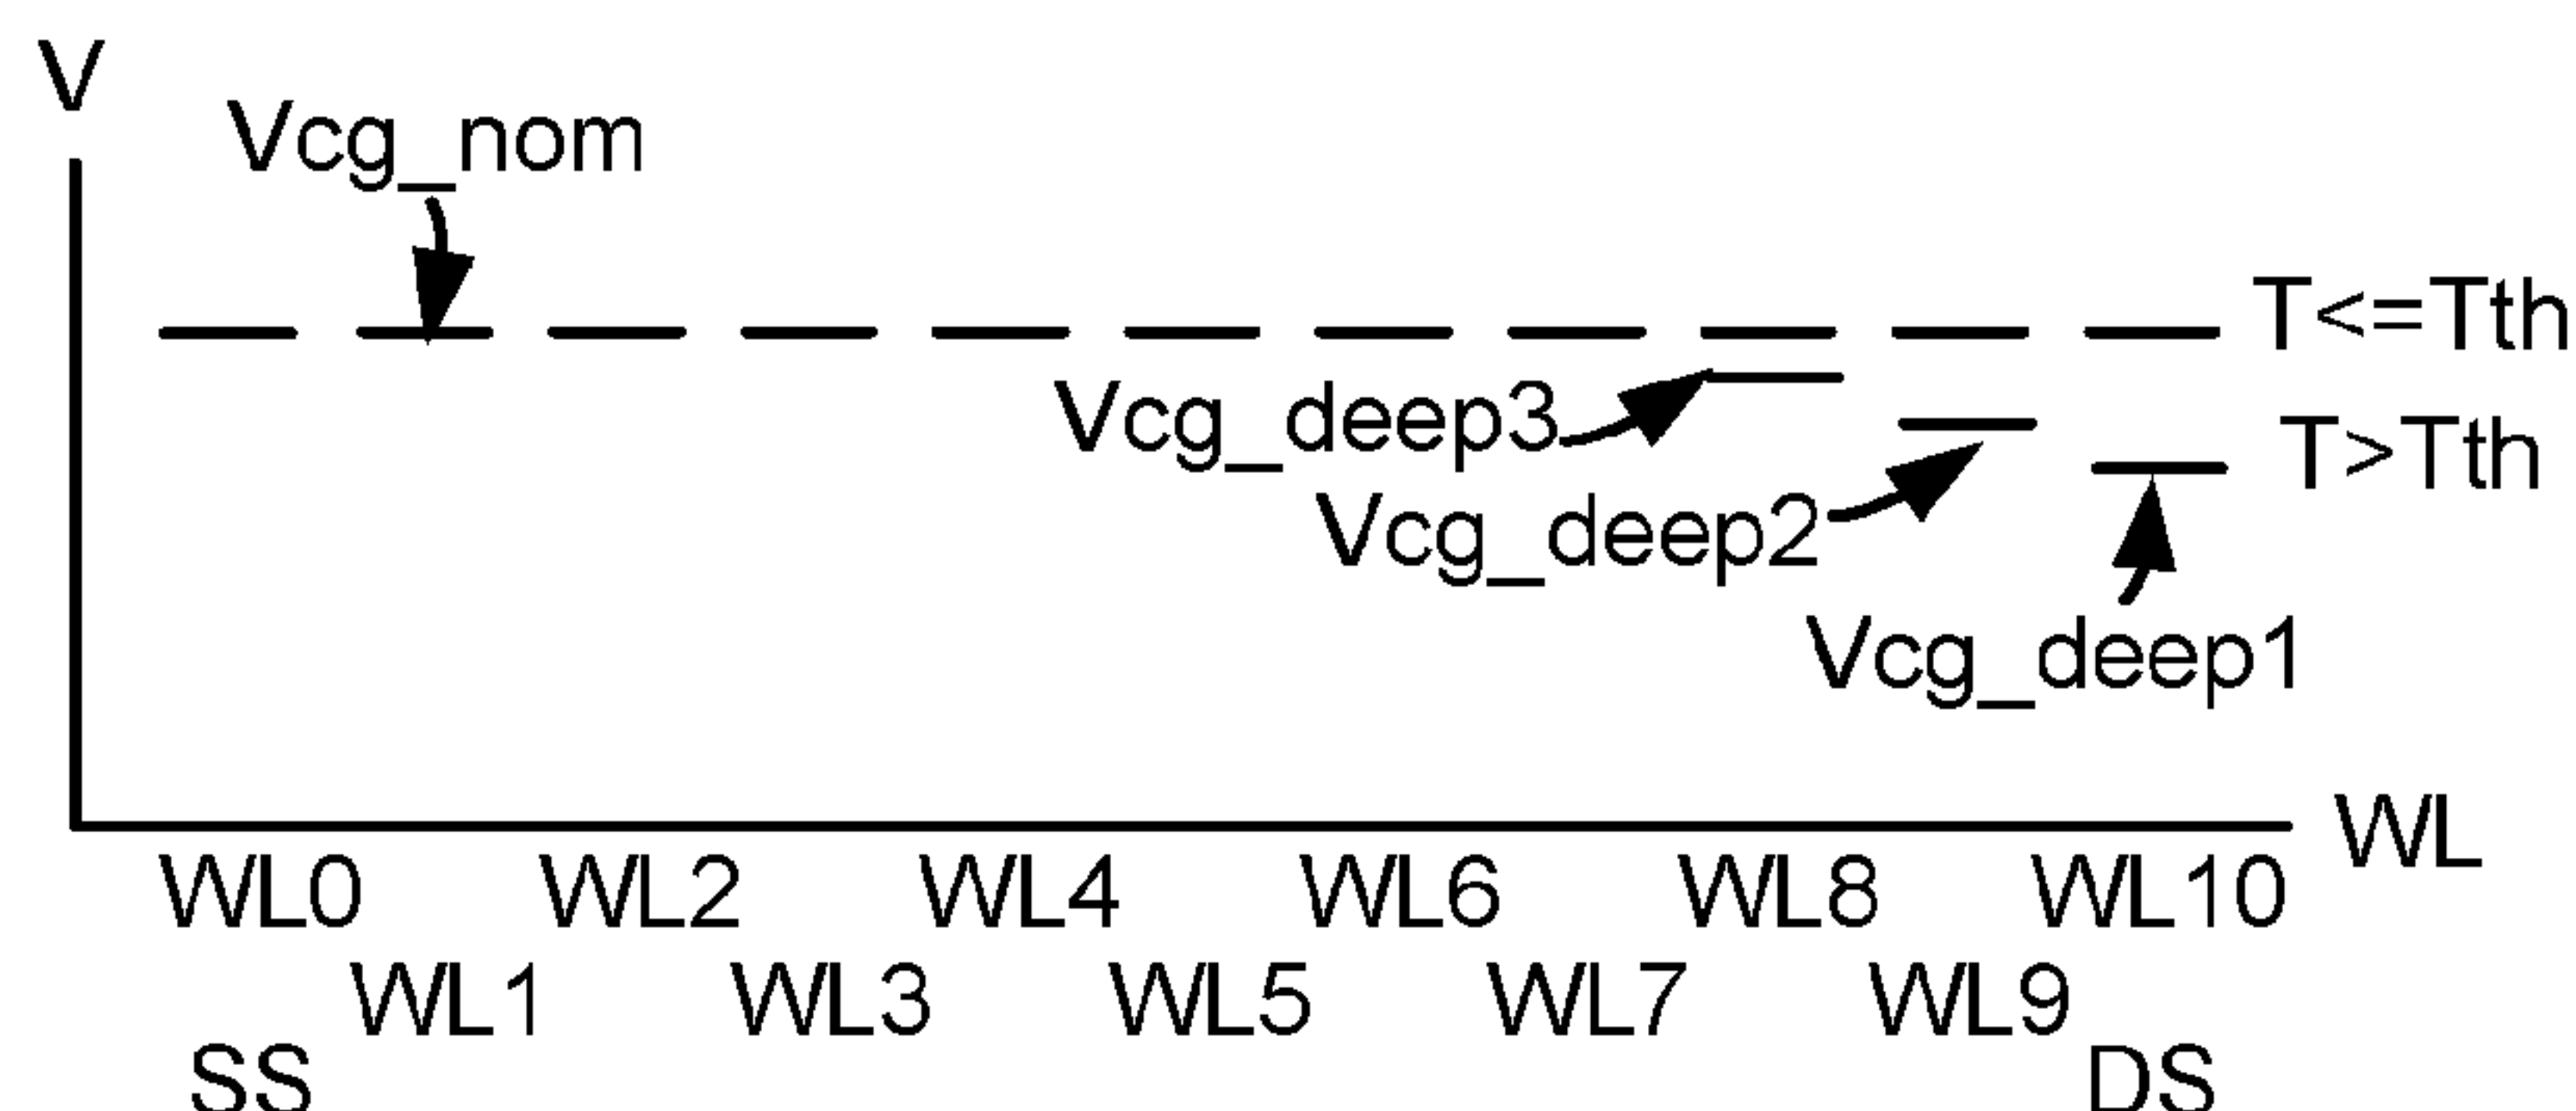 V
Vcg_nom
T<=Tth
Vcg_deep3
T>Tth
Vcg_deep2
Vcg_deep1
WL
WL0 WL2 WL4 WL6 WL8 WL10
WL1 WL3 WL5 WL7 WL9
SS DS